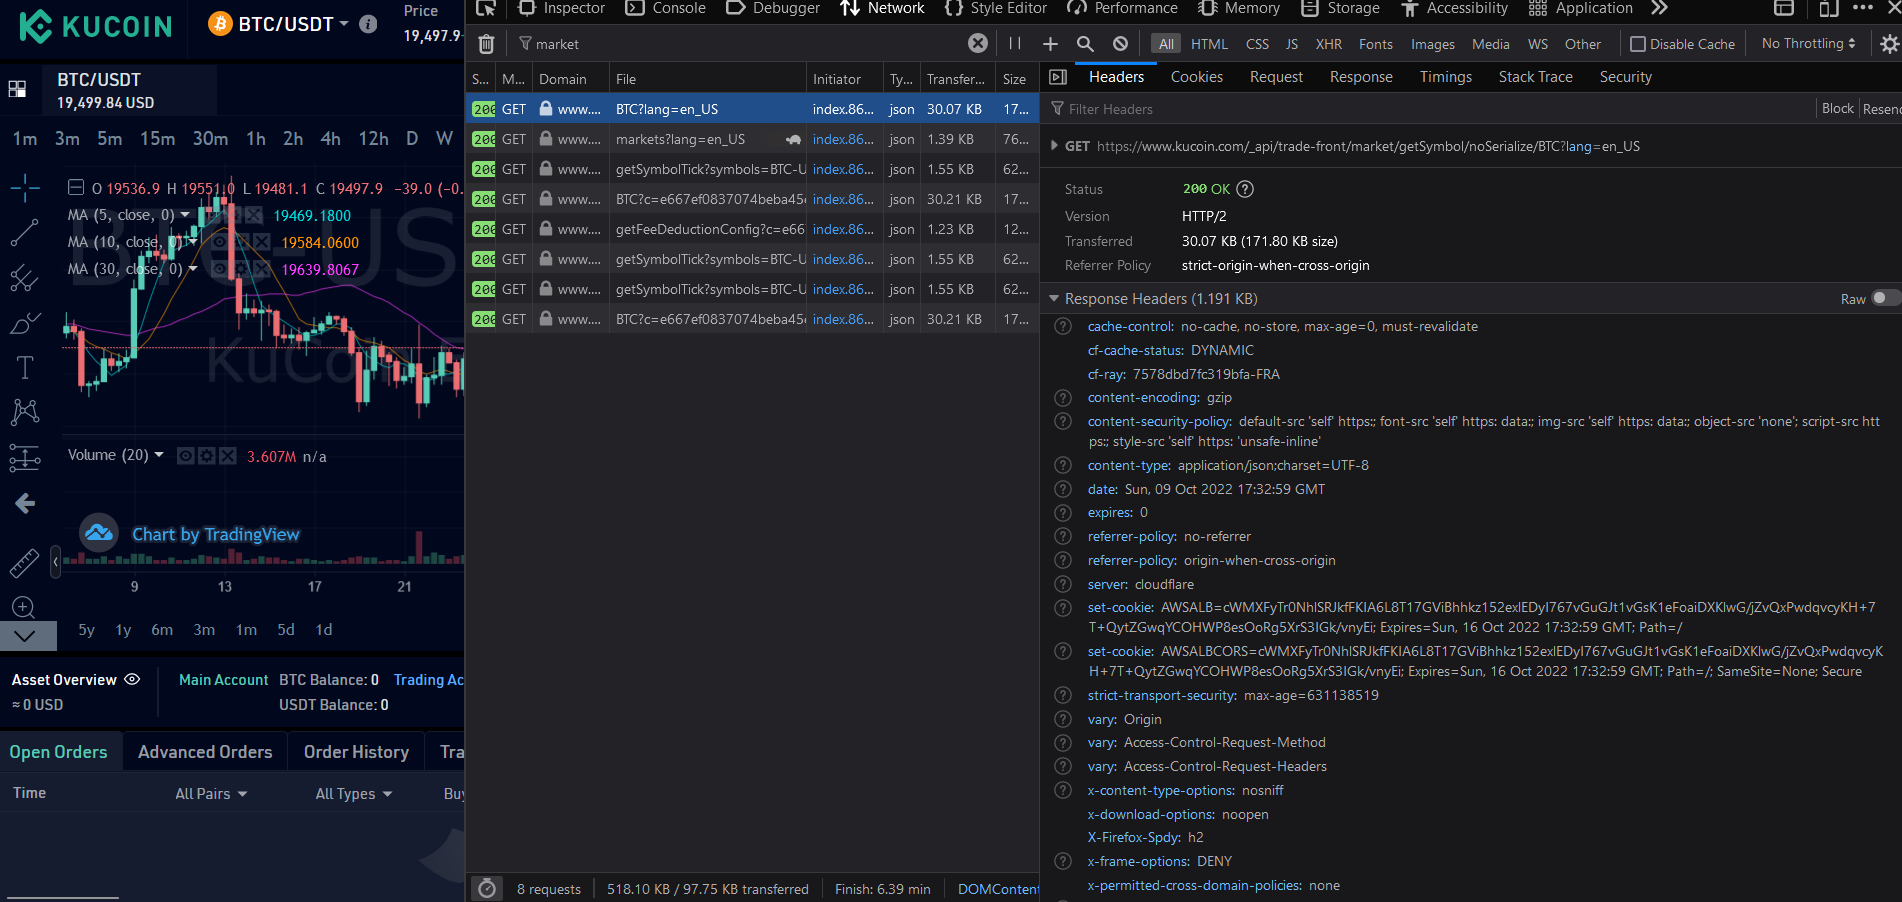 KUCOIN
BTC/USDT
Price
19,497.9
BTC/USDT
19,499.84 USD
1m 3m 5m 15m 30m 1h 2h 4h 12h D W
O 19536.9 H 19551.0 L 19481.1 C 19497.9 −39.0 (−0.
MA (5, close, 0) 19469.1800
MA (10, close, 0) 19584.0600
MA (30, close, 0) 19639.8067
BTC-US
KuCoin
Volume (20) 3.607M n/a
Chart by TradingView
9 13 17 21
5y 1y 6m 3m 1m 5d 1d
Asset Overview
≈ 0 USD
Main Account BTC Balance: 0 Trading Ac
USDT Balance: 0
Open Orders Advanced Orders Order History Tra
Time All Pairs All Types Buy
Inspector Console Debugger Network Style Editor Performance Memory Storage Accessibility Application
market
All HTML CSS JS XHR Fonts Images Media WS Other Disable Cache No Throttling
S... M... Domain File Initiator Ty... Transfer... Size
200 GET www.... BTC?lang=en_US index.86... json 30.07 KB 17...
200 GET www.... markets?lang=en_US index.86... json 1.39 KB 76...
200 GET www.... getSymbolTick?symbols=BTC-U index.86... json 1.55 KB 62...
200 GET www.... BTC?c=e667ef0837074beba45 index.86... json 30.21 KB 17...
200 GET www.... getFeeDeductionConfig?c=e66 index.86... json 1.23 KB 12...
200 GET www.... getSymbolTick?symbols=BTC-U index.86... json 1.55 KB 62...
200 GET www.... getSymbolTick?symbols=BTC-U index.86... json 1.55 KB 62...
200 GET www.... BTC?c=e667ef0837074beba45 index.86... json 30.21 KB 17...
8 requests 518.10 KB / 97.75 KB transferred Finish: 6.39 min DOMContent
Headers Cookies Request Response Timings Stack Trace Security
Filter Headers Block Resen
GET https://www.kucoin.com/_api/trade-front/market/getSymbol/noSerialize/BTC?lang=en_US
Status 200 OK
Version HTTP/2
Transferred 30.07 KB (171.80 KB size)
Referrer Policy strict-origin-when-cross-origin
Response Headers (1.191 KB) Raw
cache-control: no-cache, no-store, max-age=0, must-revalidate
cf-cache-status: DYNAMIC
cf-ray: 7578dbd7fc319bfa-FRA
content-encoding: gzip
content-security-policy: default-src 'self' https:; font-src 'self' https: data:; img-src 'self' https: data:; object-src 'none'; script-src htt
ps:; style-src 'self' https: 'unsafe-inline'
content-type: application/json;charset=UTF-8
date: Sun, 09 Oct 2022 17:32:59 GMT
expires: 0
referrer-policy: no-referrer
referrer-policy: origin-when-cross-origin
server: cloudflare
set-cookie: AWSALB=cWMXFyTr0NhlSRJkfFKIA6L8T17GViBhhkz152exlEDyI767vGuGJt1vGsK1eFoaiDXKlwG/jZvQxPwdqvcyKH+7
T+QytZGwqYCOHWP8esOoRg5XrS3IGk/vnyEi; Expires=Sun, 16 Oct 2022 17:32:59 GMT; Path=/
set-cookie: AWSALBCORS=cWMXFyTr0NhlSRJkfFKIA6L8T17GViBhhkz152exlEDyI767vGuGJt1vGsK1eFoaiDXKlwG/jZvQxPwdqvcyK
H+7T+QytZGwqYCOHWP8esOoRg5XrS3IGk/vnyEi; Expires=Sun, 16 Oct 2022 17:32:59 GMT; Path=/; SameSite=None; Secure
strict-transport-security: max-age=631138519
vary: Origin
vary: Access-Control-Request-Method
vary: Access-Control-Request-Headers
x-content-type-options: nosniff
x-download-options: noopen
X-Firefox-Spdy: h2
x-frame-options: DENY
x-permitted-cross-domain-policies: none